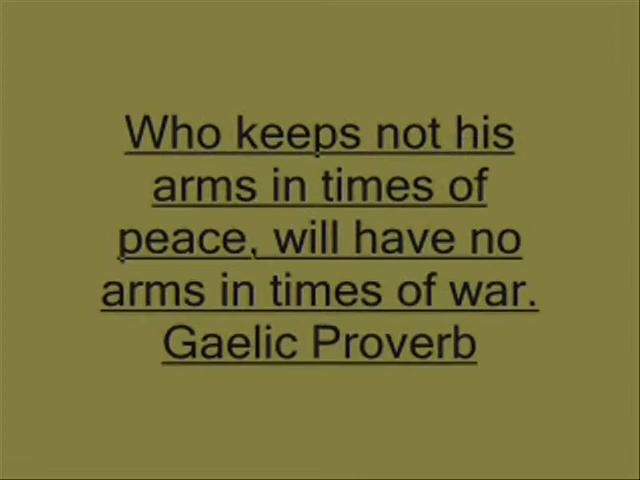 Who keeps not his
arms in times of
peace, will have no
arms in times of war.
Gaelic Proverb